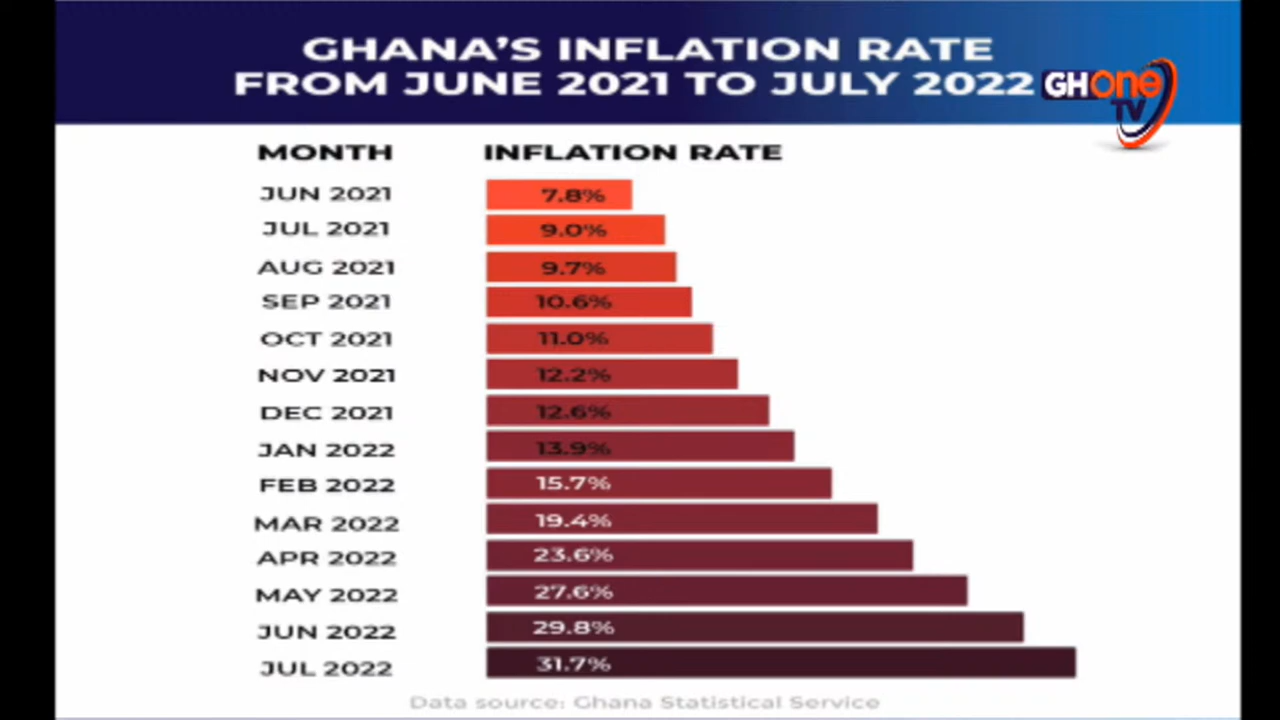 GHANA'S INFLATION RATE
FROM JUNE 2021 TO JULY 2022
GHONE
TV
MONTH INFLATION RATE
JUN 2021 7.8%
JUL 2021 9.0%
AUG 2021 9.7%
SEP 2021 10.6%
OCT 2021 11.0%
NOV 2021 12.2%
DEC 2021 12.6%
JAN 2022 13.9%
FEB 2022 15.7%
MAR 2022 19.4%
APR 2022 23.6%
MAY 2022 27.6%
JUN 2022 29.8%
JUL 2022 31.7%
Data source: Ghana Statistical Service